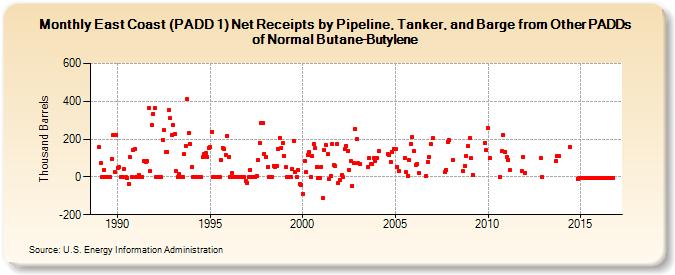 Monthly East Coast (PADD 1) Net Receipts by Pipeline, Tanker, and Barge from Other PADDs
of Normal Butane-Butylene
Thousand Barrels
600
400
200
0
-200
1990
1995
2000
2005
2010
2015
Source: U.S. Energy Information Administration